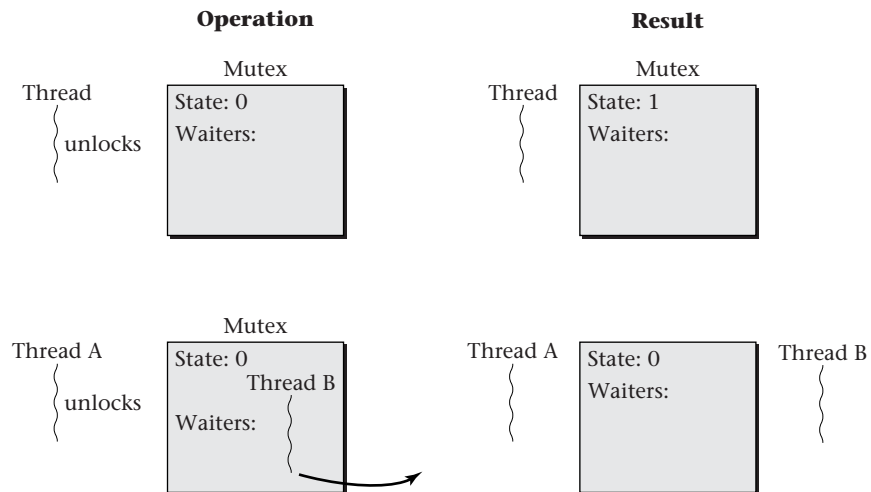 Operation
Result
Mutex
Mutex
Thread
State: 0
Waiters:
unlocks
Thread
State: 1
Waiters:
Mutex
Thread A
State: 0
Thread B
unlocks
Waiters:
Thread A
State: 0
Waiters:
Thread B